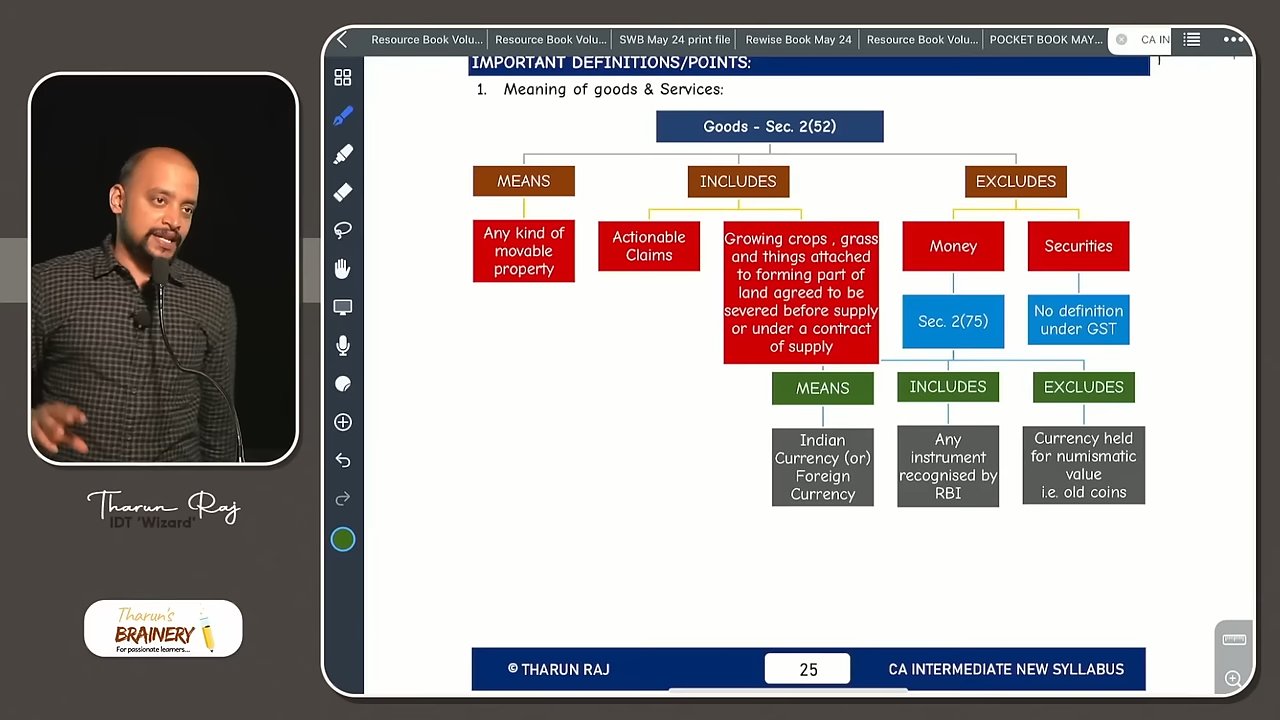 Resource Book Volu...
Resource Book Volu...
SWB May 24 print file
Rewise Book May 24
Resource Book Volu...
POCKET BOOK MAY...
CA IN
IMPORTANT DEFINITIONS/POINTS:
1. Meaning of goods & Services:
Goods - Sec. 2(52)
MEANS
INCLUDES
EXCLUDES
Any kind of
movable
property
Actionable
Claims
Growing crops , grass
and things attached
to forming part of
land agreed to be
severed before supply
or under a contract
of supply
Money
Securities
Sec. 2(75)
No definition
under GST
MEANS
INCLUDES
EXCLUDES
Indian
Currency (or)
Foreign
Currency
Any
instrument
recognised by
RBI
Currency held
for numismatic
value
i.e. old coins
© THARUN RAJ
25
CA INTERMEDIATE NEW SYLLABUS
Tharun Raj
IDT 'Wizard'
Tharun's
BRAINERY
For passionate learners...